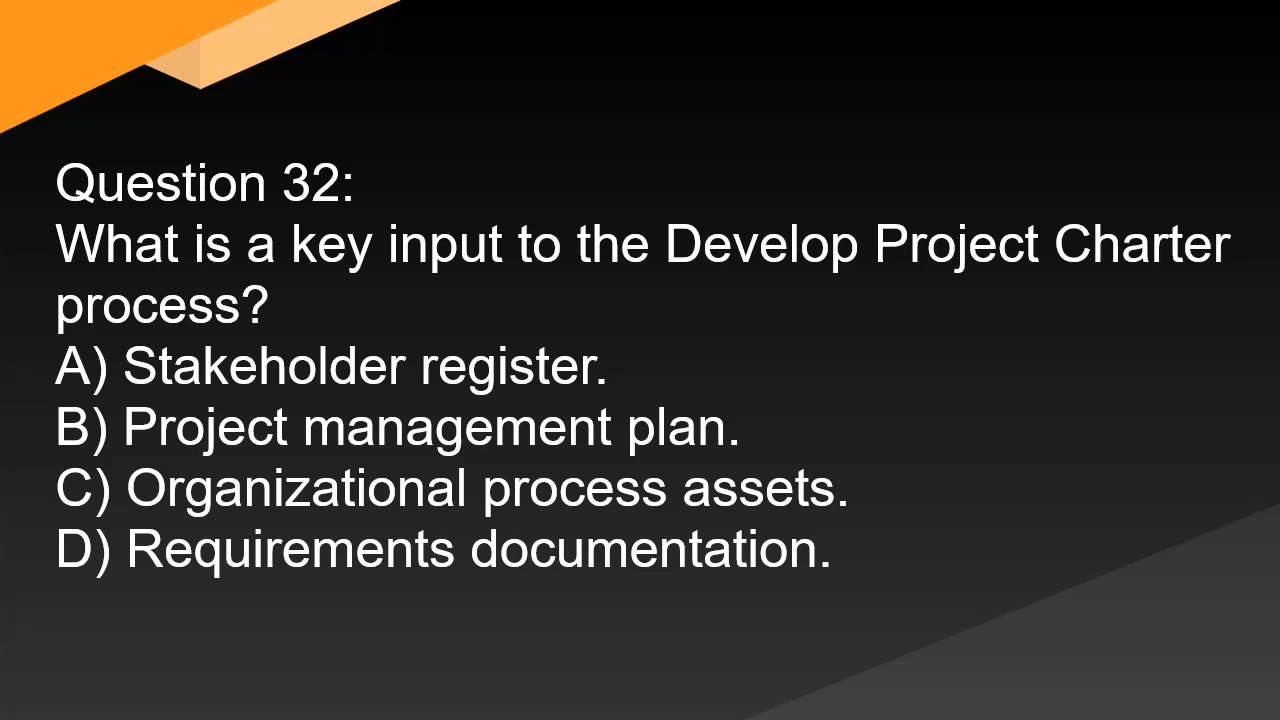 Question 32:
What is a key input to the Develop Project Charter
process?
A) Stakeholder register.
B) Project management plan.
C) Organizational process assets.
D) Requirements documentation.